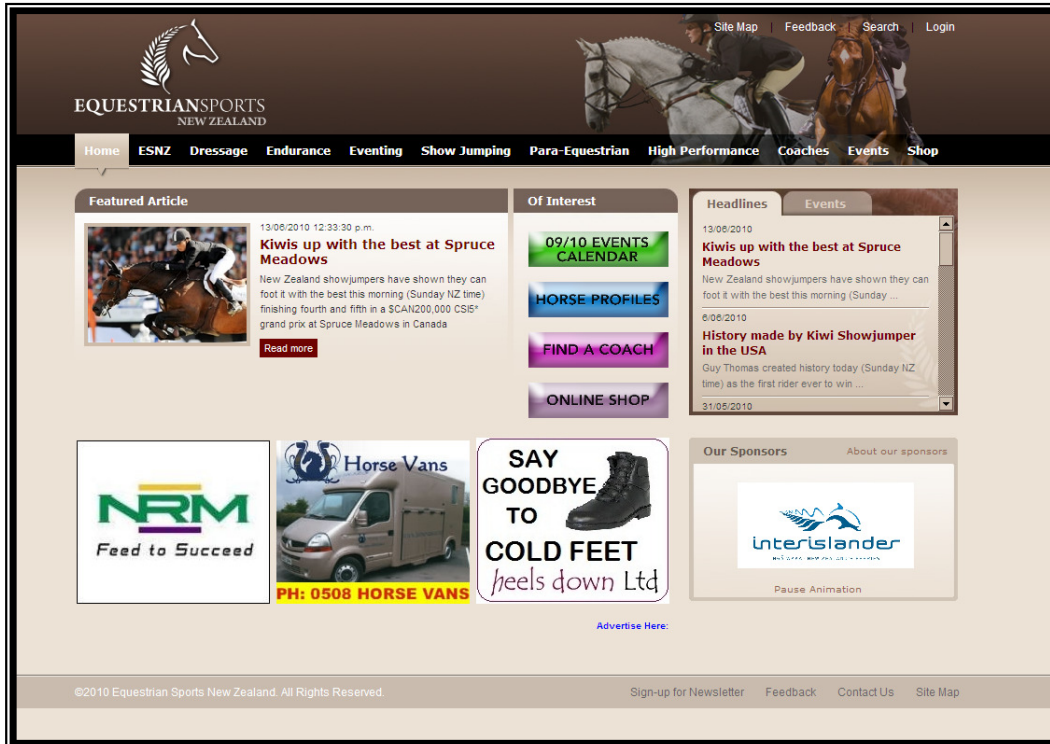 Site Map | Feedback | Search | Login
EQUESTRIANSPORTS
NEW ZEALAND
Home ESNZ Dressage Endurance Eventing Show Jumping Para-Equestrian High Performance Coaches Events Shop
Featured Article
13/06/2010 12:33:30 p.m.
Kiwis up with the best at Spruce
Meadows
New Zealand showjumpers have shown they can
foot it with the best this morning (Sunday NZ time)
finishing fourth and fifth in a $CAN200,000 CSI5*
grand prix at Spruce Meadows in Canada
Read more
Of Interest
09/10 EVENTS
CALENDAR
HORSE PROFILES
FIND A COACH
ONLINE SHOP
Headlines Events
13/06/2010
Kiwis up with the best at Spruce
Meadows
New Zealand showjumpers have shown they can
foot it with the best this morning (Sunday ...
6/06/2010
History made by Kiwi Showjumper
in the USA
Guy Thomas created history today (Sunday NZ
time) as the first rider ever to win ...
31/05/2010
NRM
Feed to Succeed
Horse Vans
PH: 0508 HORSE VANS
SAY
GOODBYE
TO
COLD FEET
heels down Ltd
Advertise Here:
Our Sponsors About our sponsors
interislander
Pause Animation
©2010 Equestrian Sports New Zealand. All Rights Reserved.
Sign-up for Newsletter Feedback Contact Us Site Map